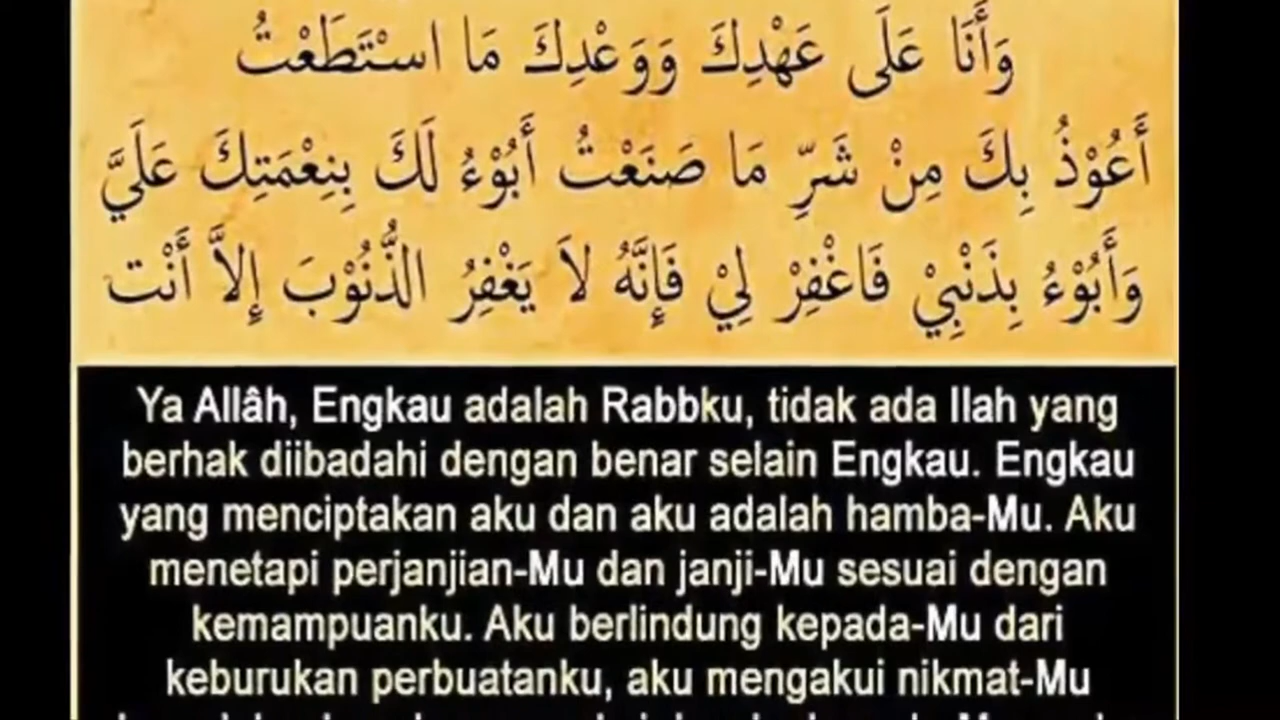 وَأَنَا عَلَى عَهْدِكَ وَوَعْدِكَ مَا اسْتَطَعْتُ
أَعُوْذُ بِكَ مِنْ شَرِّ مَا صَنَعْتُ أَبُوْءُ لَكَ بِنِعْمَتِكَ عَلَيَّ
وَأَبُوْءُ بِذَنْبِيْ فَاغْفِرْ لِيْ فَإِنَّهُ لاَ يَغْفِرُ الذُّنُوْبَ إِلاَّ أَنْت
Ya Allâh, Engkau adalah Rabbku, tidak ada Ilah yang
berhak diibadahi dengan benar selain Engkau. Engkau
yang menciptakan aku dan aku adalah hamba-Mu. Aku
menetapi perjanjian-Mu dan janji-Mu sesuai dengan
kemampuanku. Aku berlindung kepada-Mu dari
keburukan perbuatanku, aku mengakui nikmat-Mu